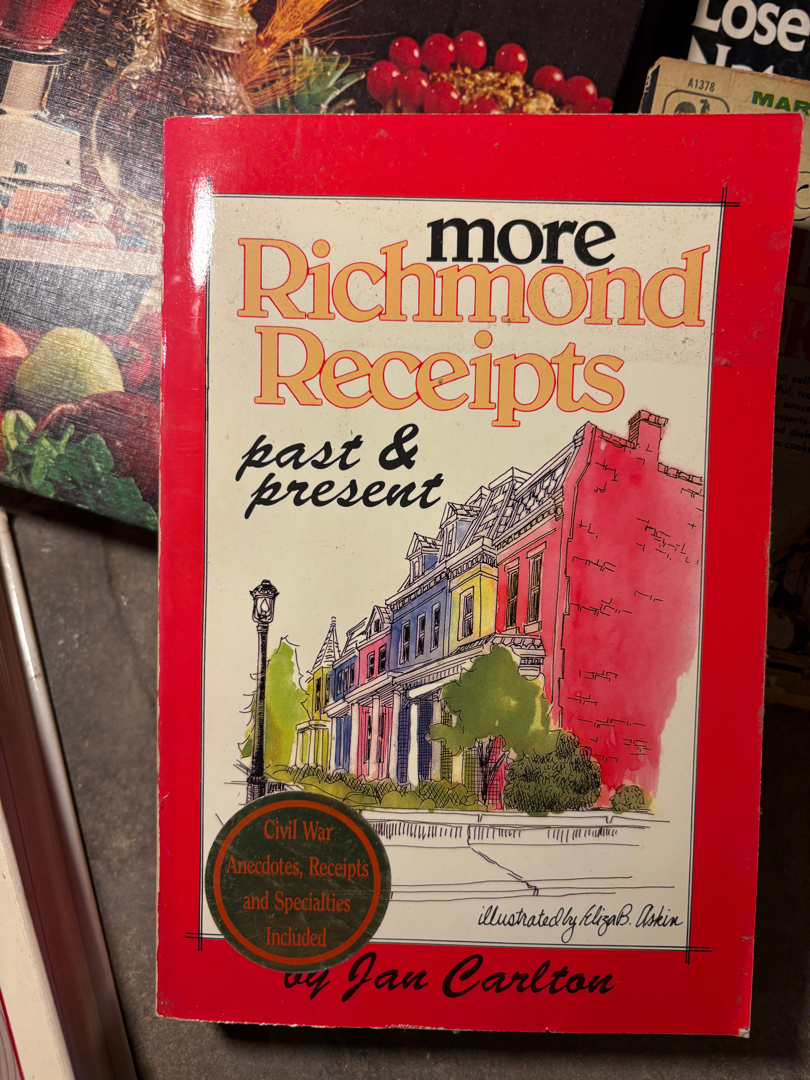 Lose
A1378
MAR
more
Richmond
Receipts
past &
present
Civil War
Anecdotes, Receipts
and Specialties
Included
illustrated by Eliza B. Askin
by Jan Carlton